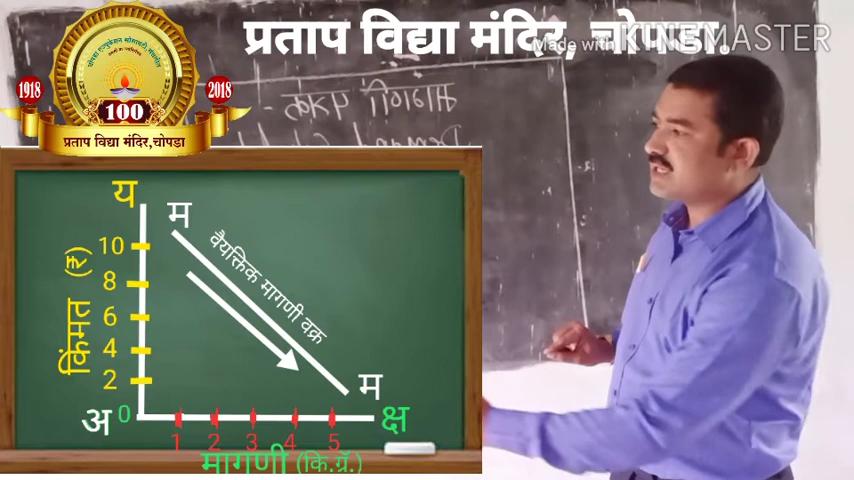 प्रताप विद्या मंदिर, चोपडा.
Made with KINEMASTER
1918
2018
100
प्रताप विद्या मंदिर,चोपडा
य
म
वैयक्तिक मागणी वक्र
किंमत (₹)
10
8
6
4
2
म
अ 0
क्ष
1 2 3 4 5
मागणी (कि.ग्रॅ.)